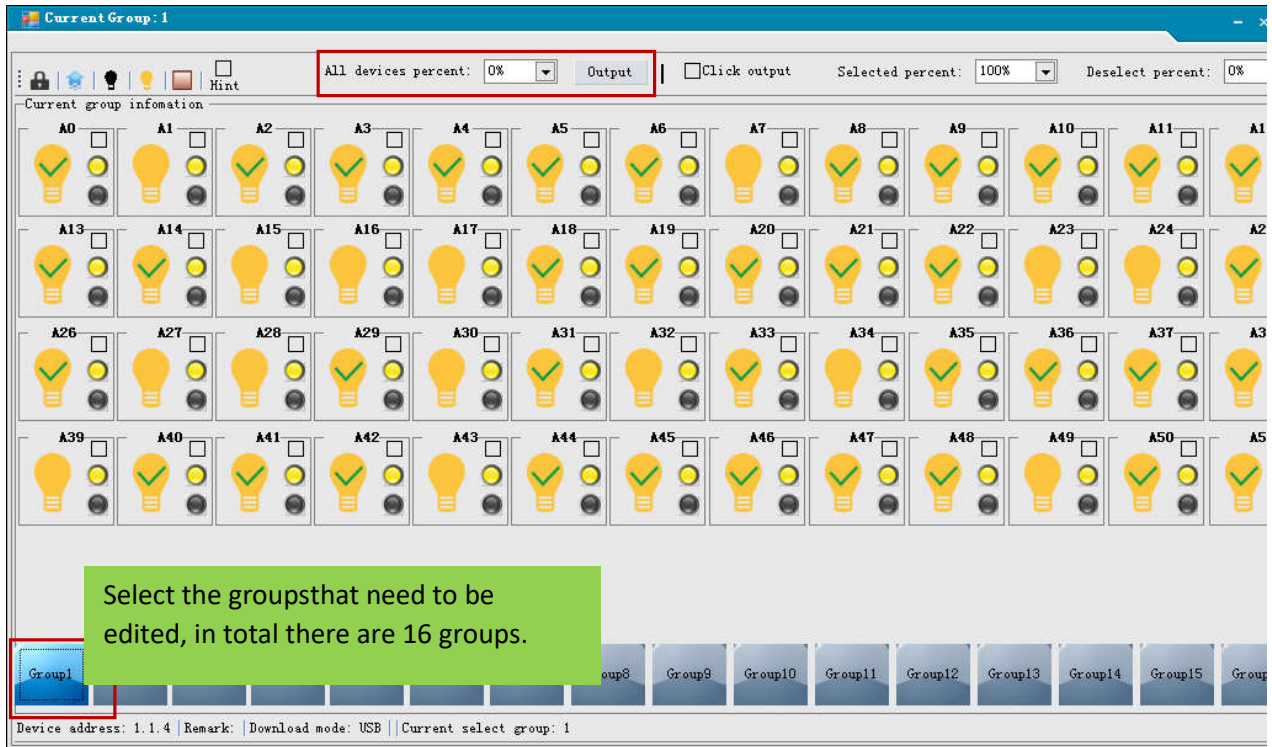 CurrentGroup:1
Hint
All devices percent: 0% Output Click output Selected percent: 100% Deselect percent: 0%
Current group infomation
A0 A1 A2 A3 A4 A5 A6 A7 A8 A9 A10 A11
A13 A14 A15 A16 A17 A18 A19 A20 A21 A22 A23 A24
A26 A27 A28 A29 A30 A31 A32 A33 A34 A35 A36 A37
A39 A40 A41 A42 A43 A44 A45 A46 A47 A48 A49 A50
Select the groupsthat need to be
edited, in total there are 16 groups.
Group1 oup8 Group9 Group10 Group11 Group12 Group13 Group14 Group15 Group
Device address: 1.1.4 |Remark: |Download mode: USB ||Current select group: 1